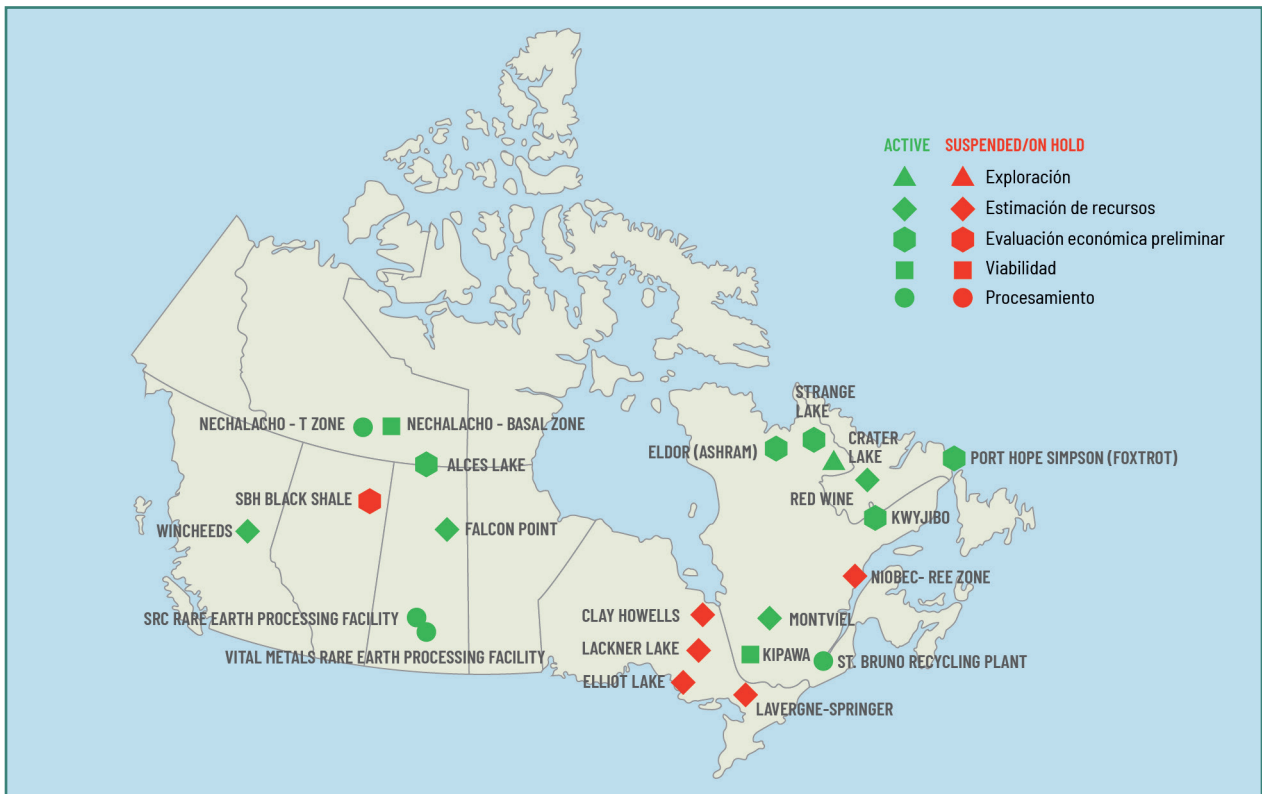 ACTIVE SUSPENDED/ON HOLD
Exploración
Estimación de recursos
Evaluación económica preliminar
Viabilidad
Procesamiento
STRANGE
LAKE
NECHALACHO - T ZONE
NECHALACHO - BASAL ZONE
CRATER
LAKE
ELDOR (ASHRAM)
PORT HOPE SIMPSON (FOXTROT)
ALCES LAKE
SBH BLACK SHALE
RED WINE
KWYJIBO
WINCHEEDS
FALCON POINT
NIOBEC- REE ZONE
SRC RARE EARTH PROCESSING FACILITY
CLAY HOWELLS
MONTVIEL
VITAL METALS RARE EARTH PROCESSING FACILITY
LACKNER LAKE
KIPAWA
ST. BRUNO RECYCLING PLANT
ELLIOT LAKE
LAVERGNE-SPRINGER